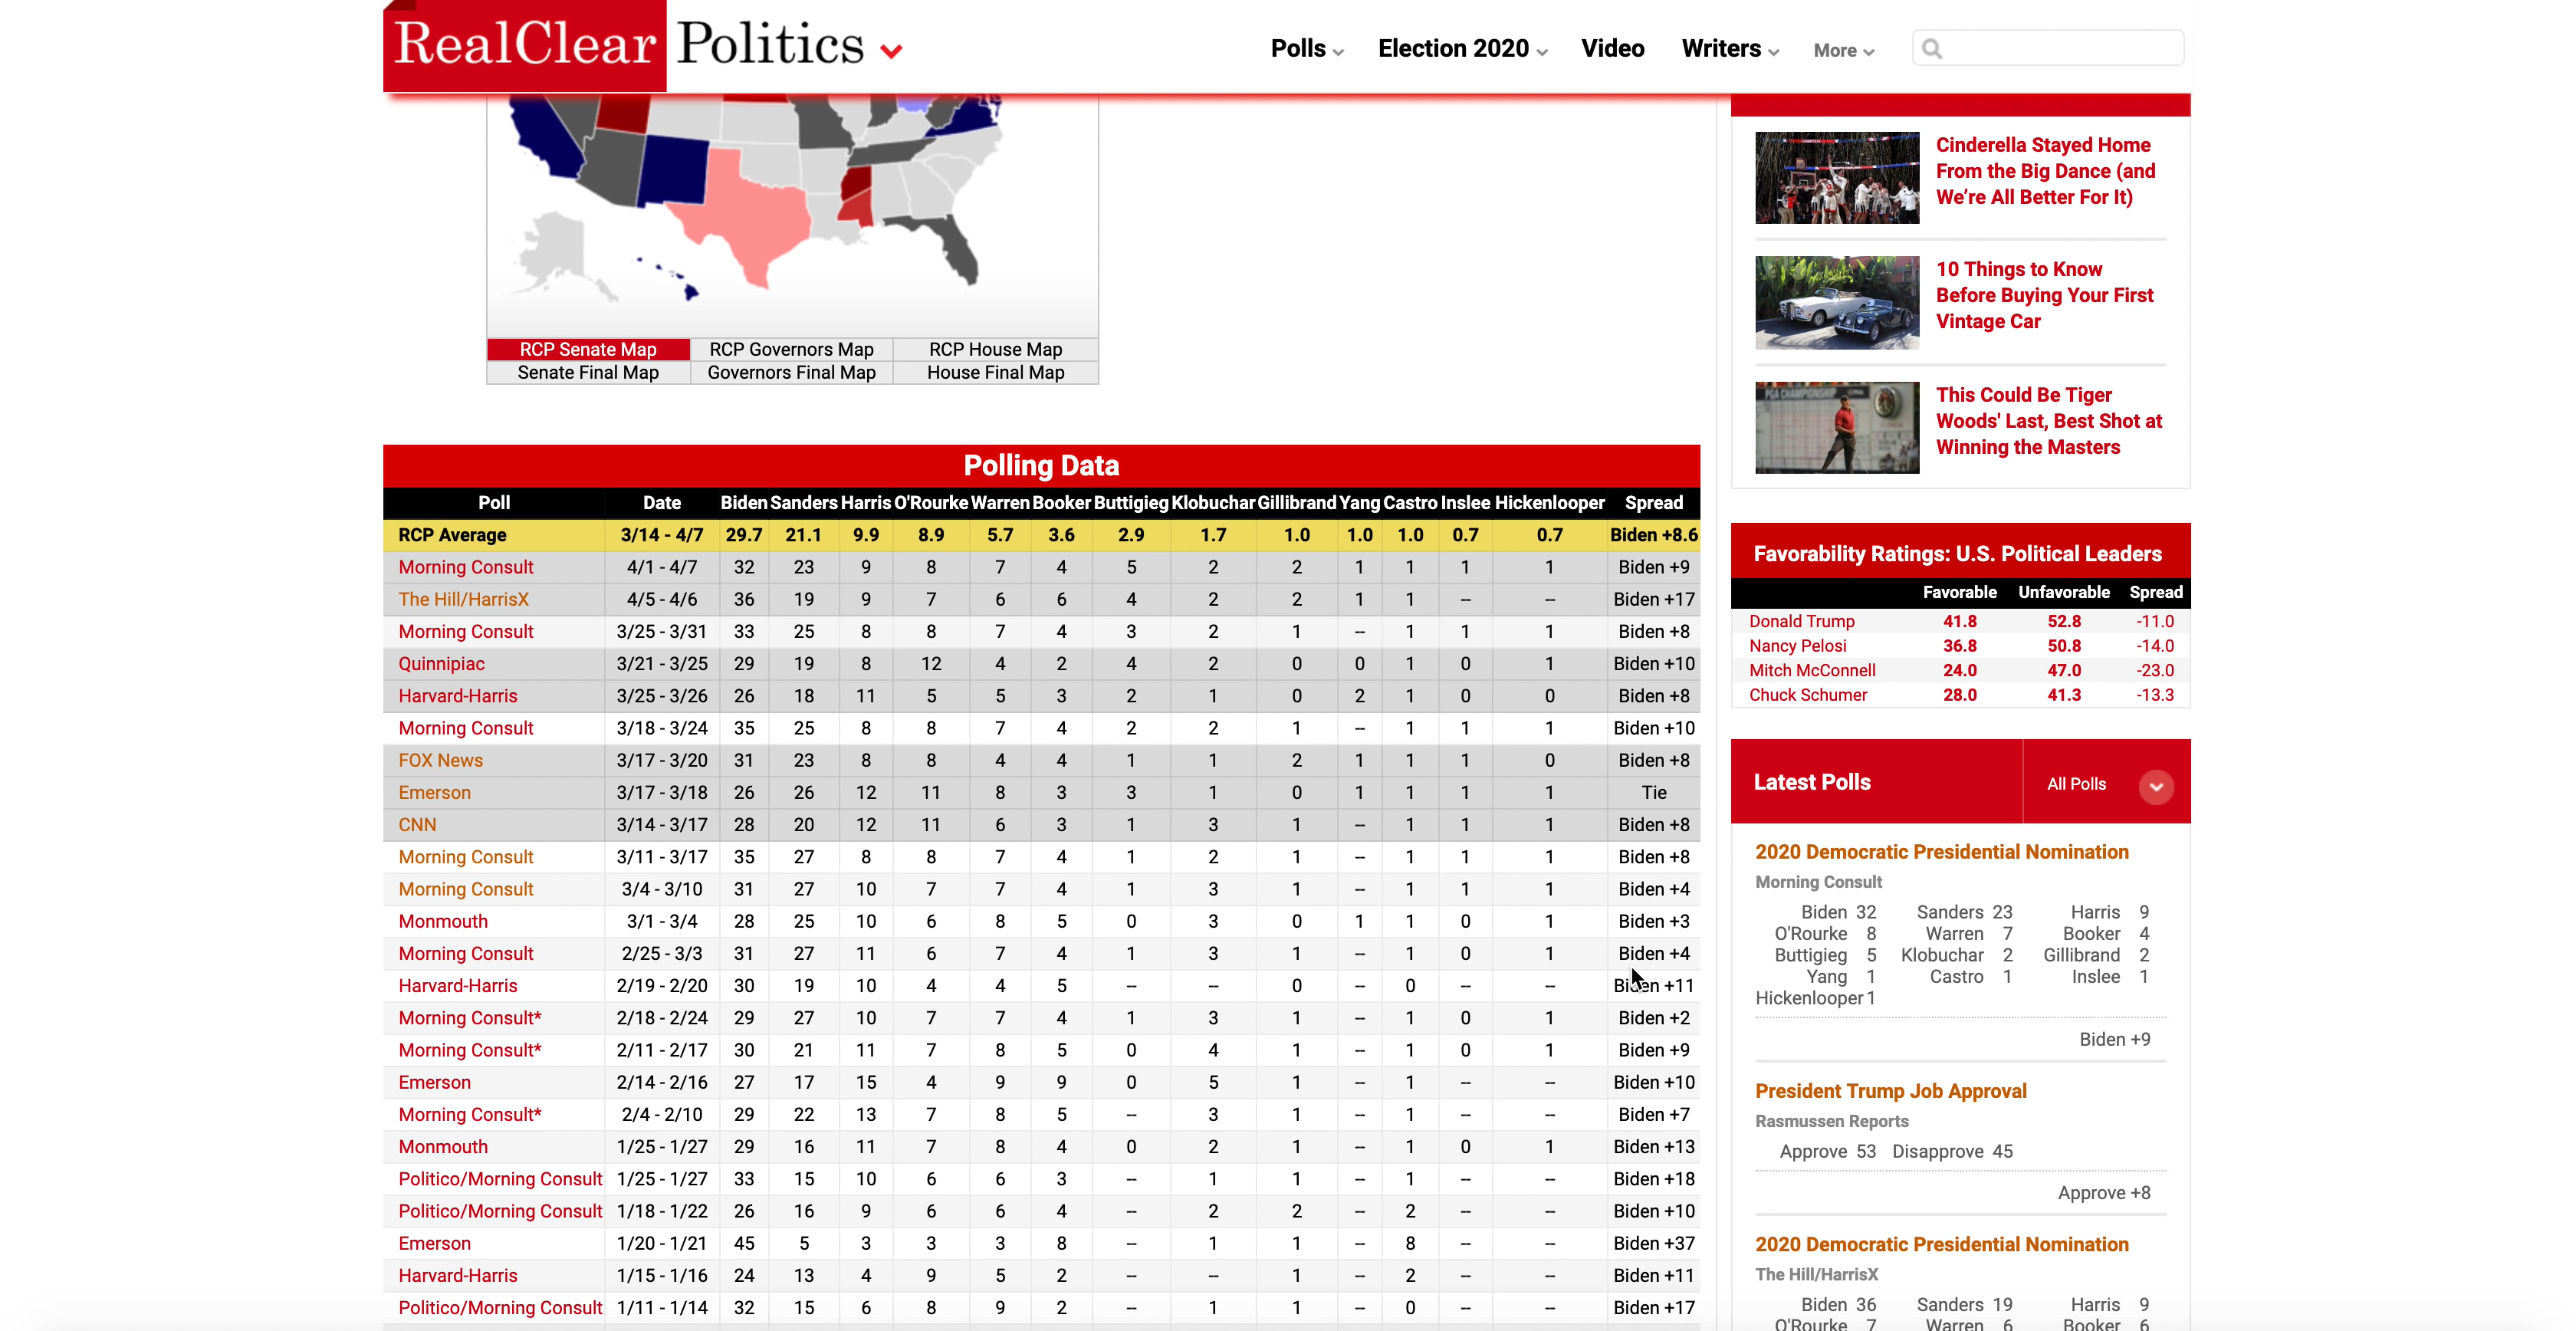 RealClear Politics
Polls Election 2020 Video Writers More
RCP Senate Map RCP Governors Map RCP House Map
Senate Final Map Governors Final Map House Final Map
Polling Data
Poll Date Biden Sanders Harris O'Rourke Warren Booker Buttigieg Klobuchar Gillibrand Yang Castro Inslee Hickenlooper Spread
RCP Average 3/14 - 4/7 29.7 21.1 9.9 8.9 5.7 3.6 2.9 1.7 1.0 1.0 1.0 0.7 0.7 Biden +8.6
Morning Consult 4/1 - 4/7 32 23 9 8 7 4 5 2 2 1 1 1 1 Biden +9
The Hill/HarrisX 4/5 - 4/6 36 19 9 7 6 6 4 2 2 1 1 -- -- Biden +17
Morning Consult 3/25 - 3/31 33 25 8 8 7 4 3 2 1 -- 1 1 1 Biden +8
Quinnipiac 3/21 - 3/25 29 19 8 12 4 2 4 2 0 0 1 0 1 Biden +10
Harvard-Harris 3/25 - 3/26 26 18 11 5 5 3 2 1 0 2 1 0 0 Biden +8
Morning Consult 3/18 - 3/24 35 25 8 8 7 4 2 2 1 -- 1 1 1 Biden +10
FOX News 3/17 - 3/20 31 23 8 8 4 4 1 1 2 1 1 1 0 Biden +8
Emerson 3/17 - 3/18 26 26 12 11 8 3 3 1 0 1 1 1 1 Tie
CNN 3/14 - 3/17 28 20 12 11 6 3 1 3 1 -- 1 1 1 Biden +8
Morning Consult 3/11 - 3/17 35 27 8 8 7 4 1 2 1 -- 1 1 1 Biden +8
Morning Consult 3/4 - 3/10 31 27 10 7 7 4 1 3 1 -- 1 1 1 Biden +4
Monmouth 3/1 - 3/4 28 25 10 6 8 5 0 3 0 1 1 0 1 Biden +3
Morning Consult 2/25 - 3/3 31 27 11 6 7 4 1 3 1 -- 1 0 1 Biden +4
Harvard-Harris 2/19 - 2/20 30 19 10 4 4 5 -- -- 0 -- 0 -- -- Biden +11
Morning Consult* 2/18 - 2/24 29 27 10 7 7 4 1 3 1 -- 1 0 1 Biden +2
Morning Consult* 2/11 - 2/17 30 21 11 7 8 5 0 4 1 -- 1 0 1 Biden +9
Emerson 2/14 - 2/16 27 17 15 4 9 9 0 5 1 -- 1 -- -- Biden +10
Morning Consult* 2/4 - 2/10 29 22 13 7 8 5 -- 3 1 -- 1 -- -- Biden +7
Monmouth 1/25 - 1/27 29 16 11 7 8 4 0 2 1 -- 1 0 1 Biden +13
Politico/Morning Consult 1/25 - 1/27 33 15 10 6 6 3 -- 1 1 -- 1 -- -- Biden +18
Politico/Morning Consult 1/18 - 1/22 26 16 9 6 6 4 -- 2 2 -- 2 -- -- Biden +10
Emerson 1/20 - 1/21 45 5 3 3 3 8 -- 1 1 -- 8 -- -- Biden +37
Harvard-Harris 1/15 - 1/16 24 13 4 9 5 2 -- -- 1 -- 2 -- -- Biden +11
Politico/Morning Consult 1/11 - 1/14 32 15 6 8 9 2 -- 1 1 -- 0 -- -- Biden +17
Cinderella Stayed Home
From the Big Dance (and
We're All Better For It)
10 Things to Know
Before Buying Your First
Vintage Car
PGA CHAMPIONSHIP
This Could Be Tiger
Woods' Last, Best Shot at
Winning the Masters
Favorability Ratings: U.S. Political Leaders
Favorable Unfavorable Spread
Donald Trump 41.8 52.8 -11.0
Nancy Pelosi 36.8 50.8 -14.0
Mitch McConnell 24.0 47.0 -23.0
Chuck Schumer 28.0 41.3 -13.3
Latest Polls All Polls
2020 Democratic Presidential Nomination
Morning Consult
Biden 32 Sanders 23 Harris 9
O'Rourke 8 Warren 7 Booker 4
Buttigieg 5 Klobuchar 2 Gillibrand 2
Yang 1 Castro 1 Inslee 1
Hickenlooper 1
Biden +9
President Trump Job Approval
Rasmussen Reports
Approve 53 Disapprove 45
Approve +8
2020 Democratic Presidential Nomination
The Hill/HarrisX
Biden 36 Sanders 19 Harris 9
O'Rourke 7 Warren 6 Booker 6